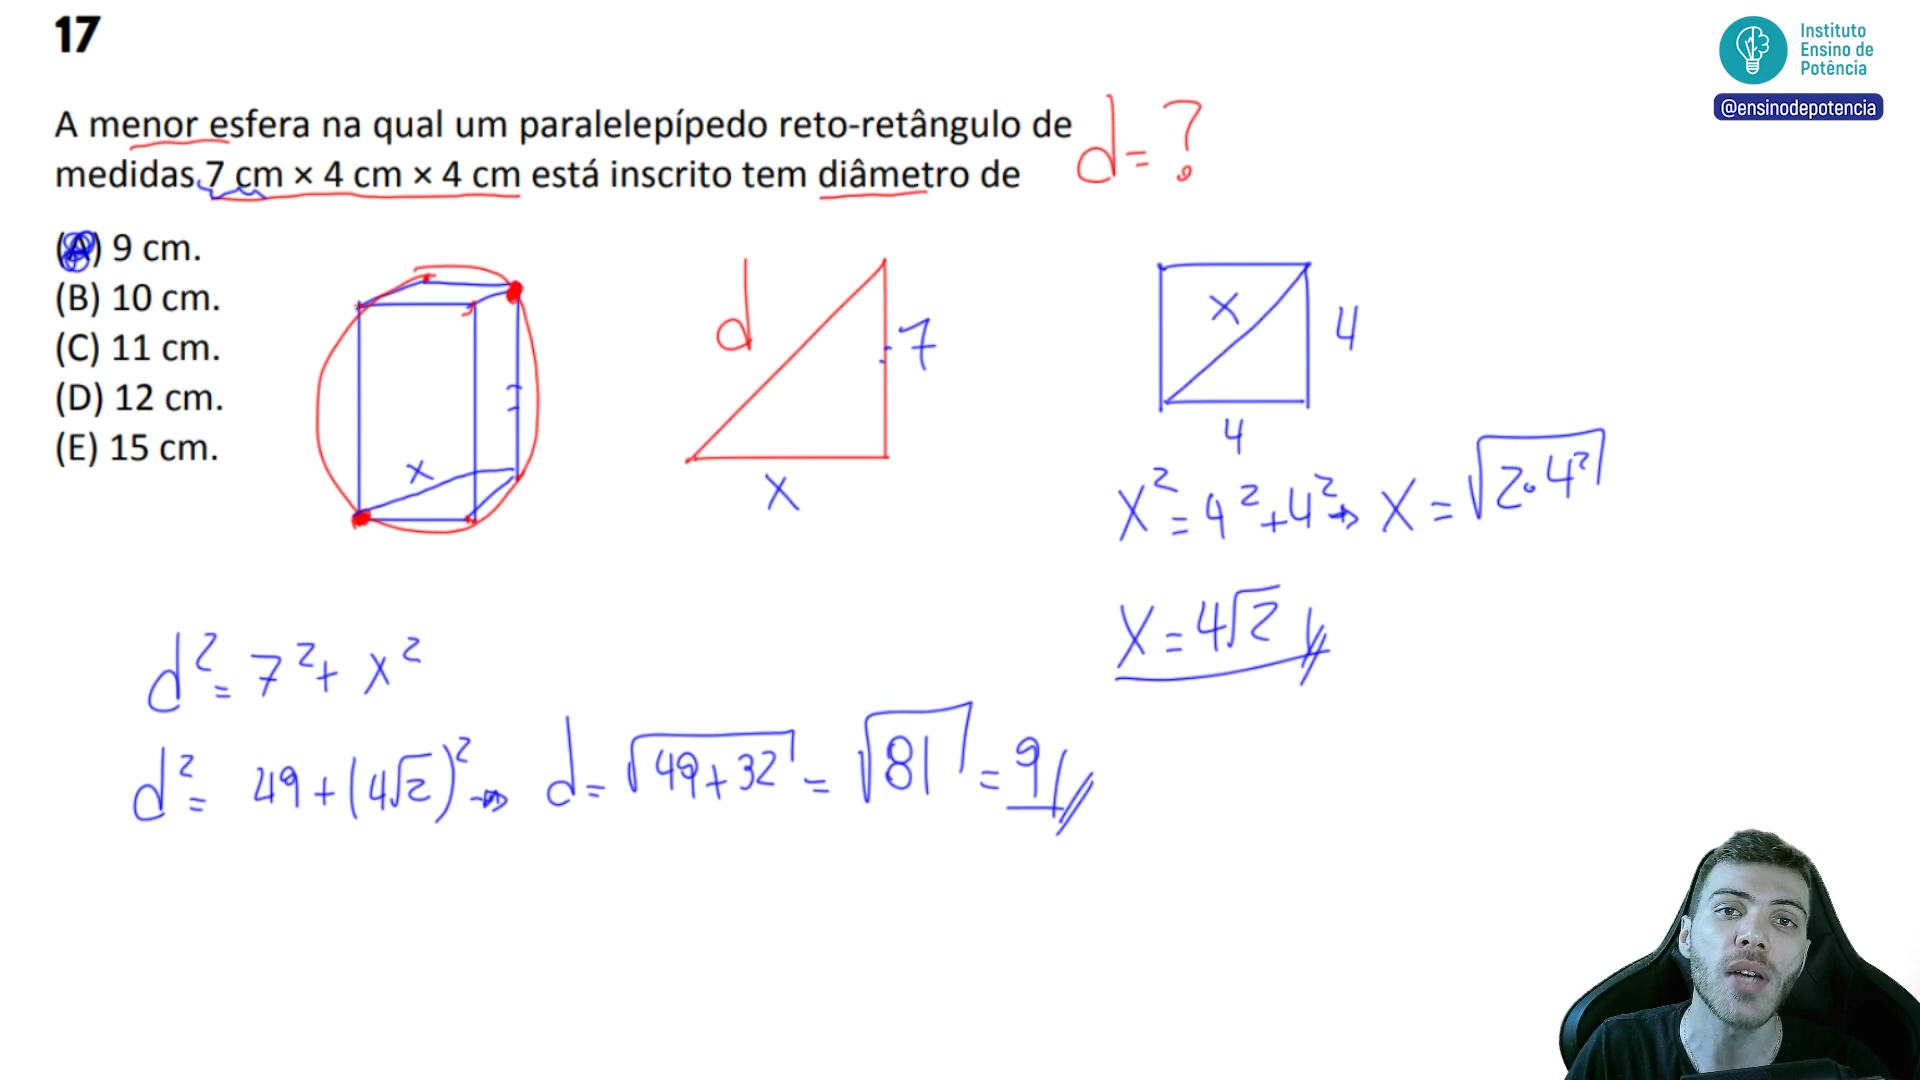 17
Instituto
Ensino de
Potência
@ensinodepotencia
A menor esfera na qual um paralelepípedo reto-retângulo de
medidas 7 cm × 4 cm × 4 cm está inscrito tem diâmetro de
d = ?
(A) 9 cm.
(B) 10 cm.
(C) 11 cm.
(D) 12 cm.
(E) 15 cm.
x
d
7
x
x
4
4
x² = 4² + 4² → x = √2·4²
x = 4√2
d² = 7² + x²
d² = 49 + (4√2)² → d = √49+32 = √81 = 9